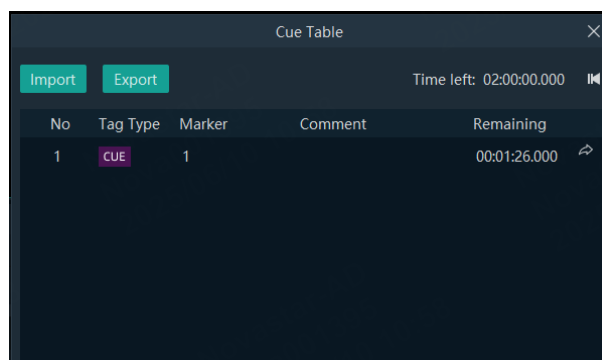 Cue Table
Import Export Time left: 02:00:00.000
No Tag Type Marker Comment Remaining
1 CUE 1 00:01:26.000